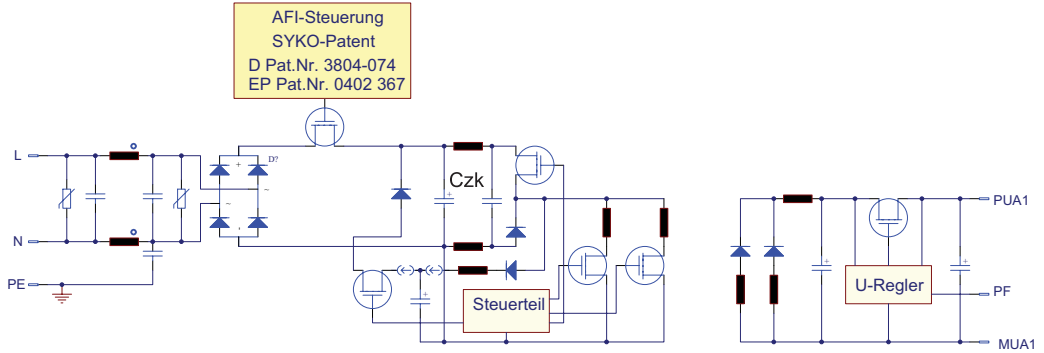 AFI-Steuerung
SYKO-Patent
D Pat.Nr. 3804-074
EP Pat.Nr. 0402 367
L
D?
+
~
~
-
Czk
+
N
PE
+
Steuerteil
PUA1
+
+
U-Regler
PF
MUA1